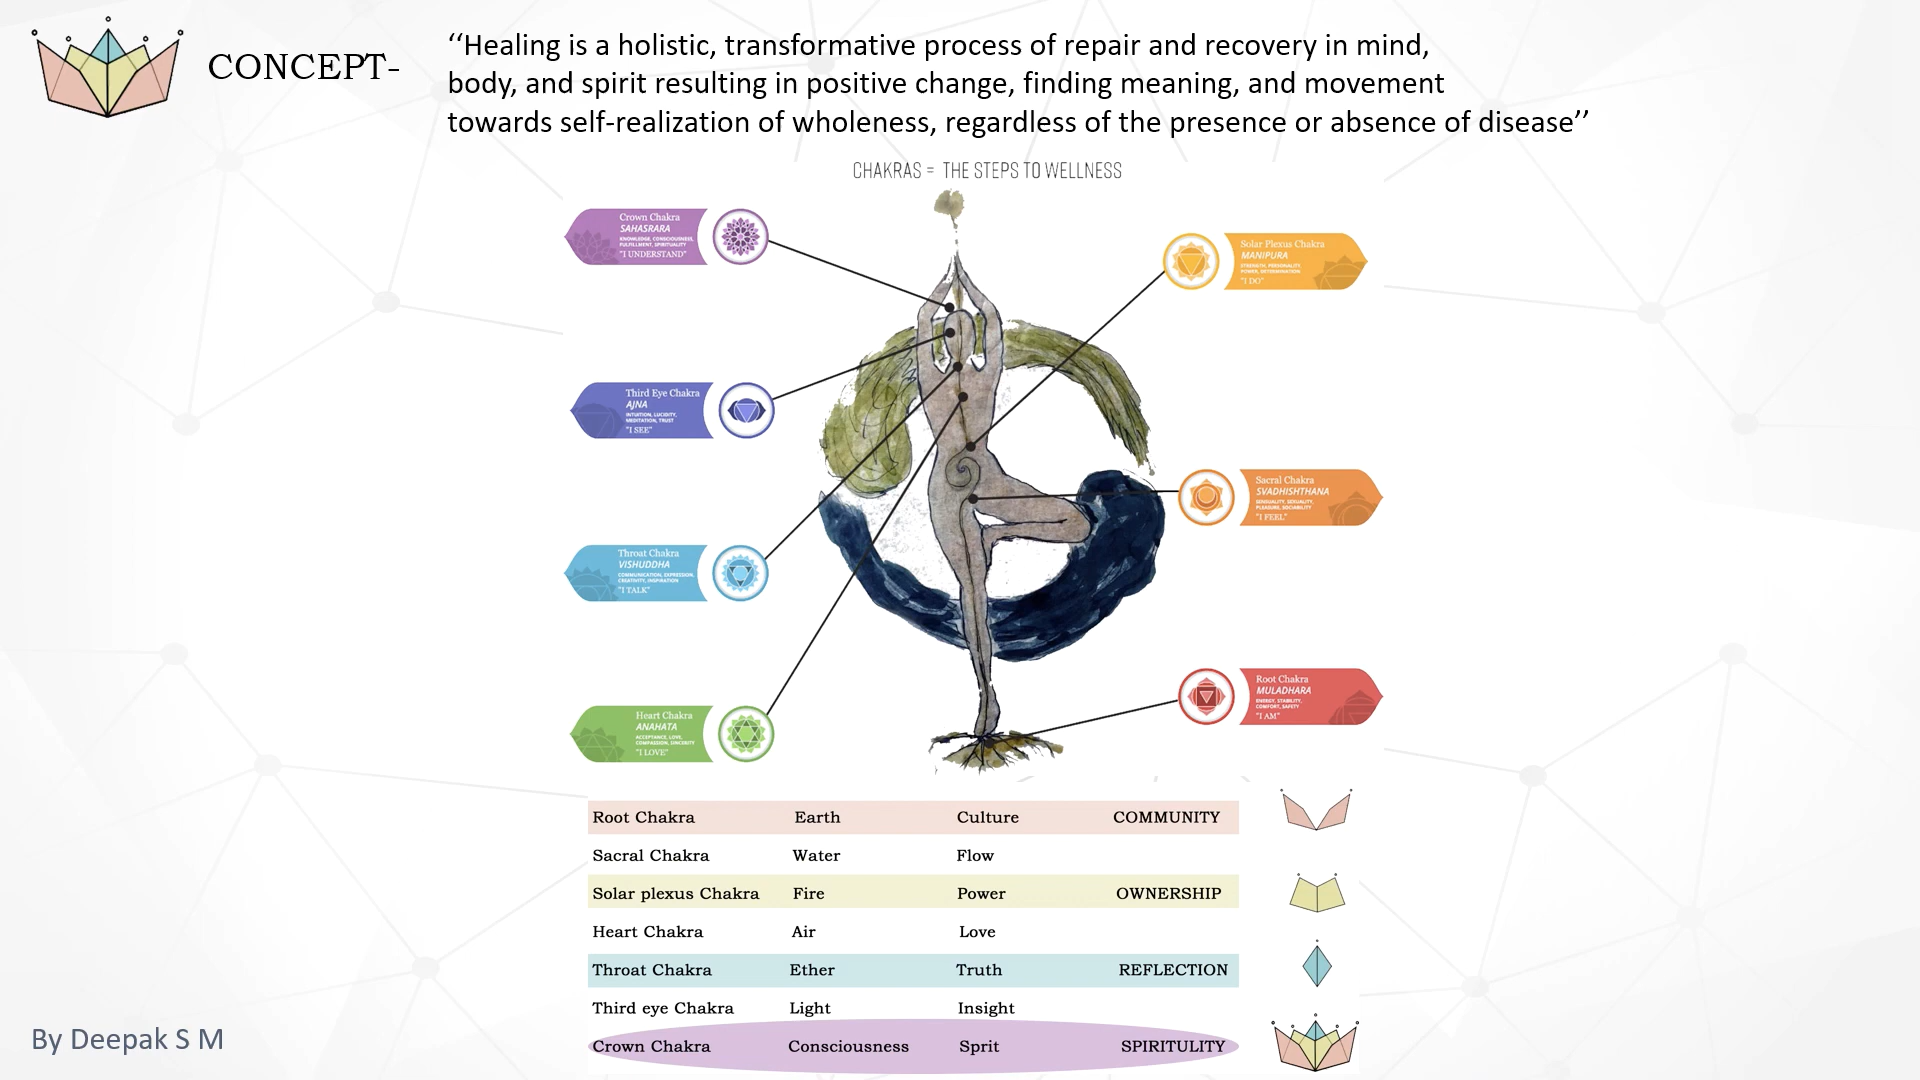 CONCEPT-
‘‘Healing is a holistic, transformative process of repair and recovery in mind,
body, and spirit resulting in positive change, finding meaning, and movement
towards self-realization of wholeness, regardless of the presence or absence of disease’’
CHAKRAS = THE STEPS TO WELLNESS
Crown Chakra
SAHASRARA
KNOWLEDGE, CONSCIOUSNESS,
FULFILLMENT, SPIRITUALITY
"I UNDERSTAND"
Solar Plexus Chakra
MANIPURA
STRENGTH, PERSONALITY,
POWER, DETERMINATION
"I DO"
Third Eye Chakra
AJNA
INTUITION, LUCIDITY,
MEDITATION, TRUST
"I SEE"
Sacral Chakra
SVADHISHTHANA
SENSUALITY, SEXUALITY,
PLEASURE, SOCIABILITY
"I FEEL"
Throat Chakra
VISHUDDHA
COMMUNICATION, EXPRESSION,
CREATIVITY, INSPIRATION
"I TALK"
Root Chakra
MULADHARA
ENERGY, STABILITY,
COMFORT, SAFETY
"I AM"
Heart Chakra
ANAHATA
ACCEPTANCE, LOVE,
COMPASSION, SINCERITY
"I LOVE"
Root Chakra Earth Culture COMMUNITY
Sacral Chakra Water Flow
Solar plexus Chakra Fire Power OWNERSHIP
Heart Chakra Air Love
Throat Chakra Ether Truth REFLECTION
Third eye Chakra Light Insight
Crown Chakra Consciousness Sprit SPIRITULITY
By Deepak S M